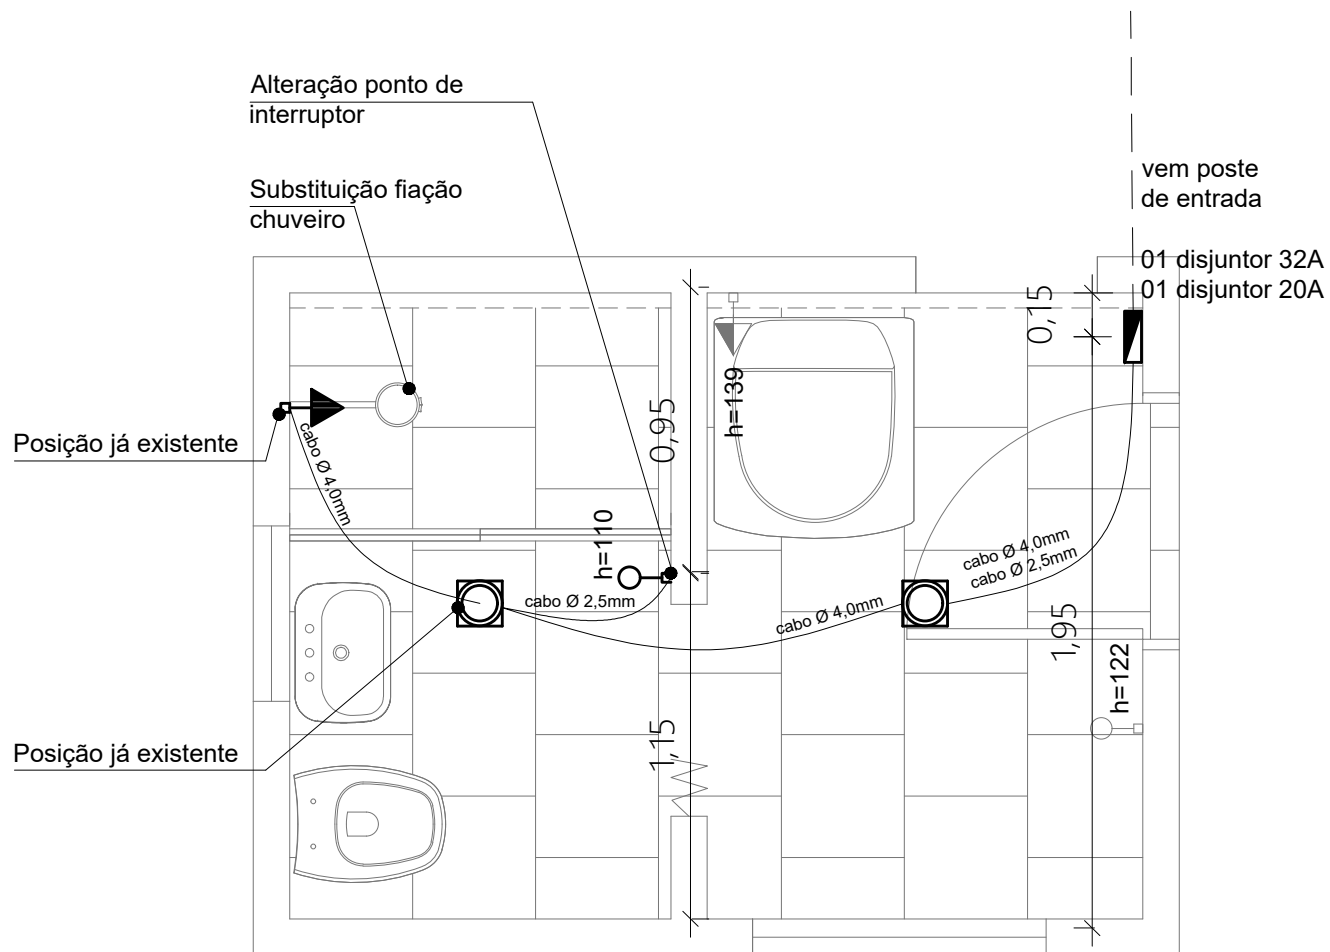 Alteração ponto de
interruptor
Substituição fiação
chuveiro
vem poste
de entrada
01 disjuntor 32A
01 disjuntor 20A
0,15
h=139
0,95
Posição já existente
cabo Ø 4,0mm
h=110
cabo Ø 4,0mm
cabo Ø 2,5mm
cabo Ø 2,5mm
cabo Ø 4,0mm
1,95
h=122
1,15
Posição já existente